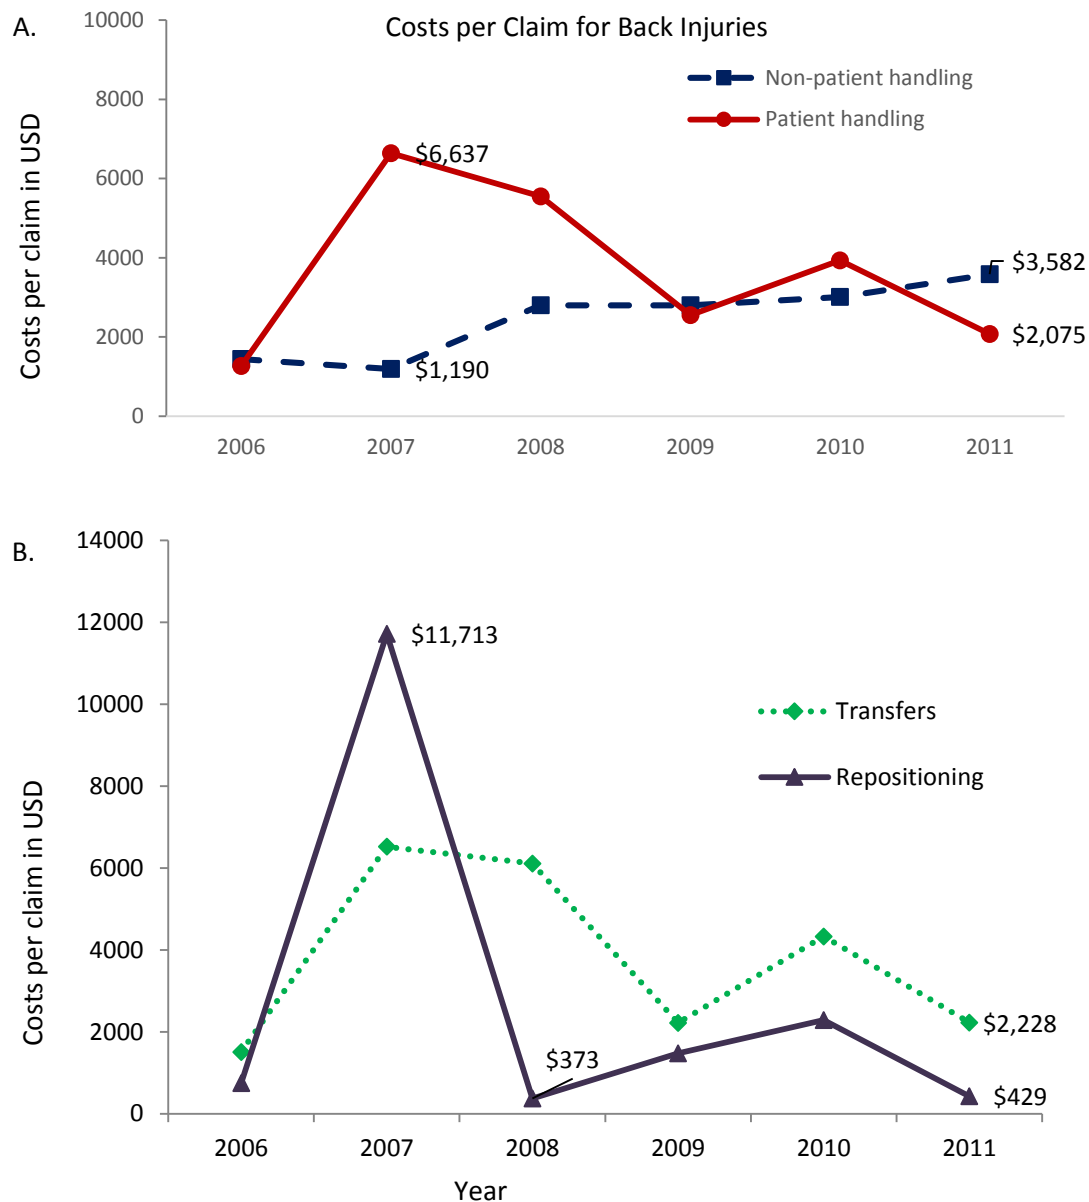 A.
Costs per Claim for Back Injuries
10000
8000
6000
4000
2000
0
Costs per claim in USD
Non-patient handling
Patient handling
$6,637
$1,190
$3,582
$2,075
2006 2007 2008 2009 2010 2011
B.
14000
12000
10000
8000
6000
4000
2000
0
Costs per claim in USD
$11,713
Transfers
Repositioning
$373
$2,228
$429
2006 2007 2008 2009 2010 2011
Year